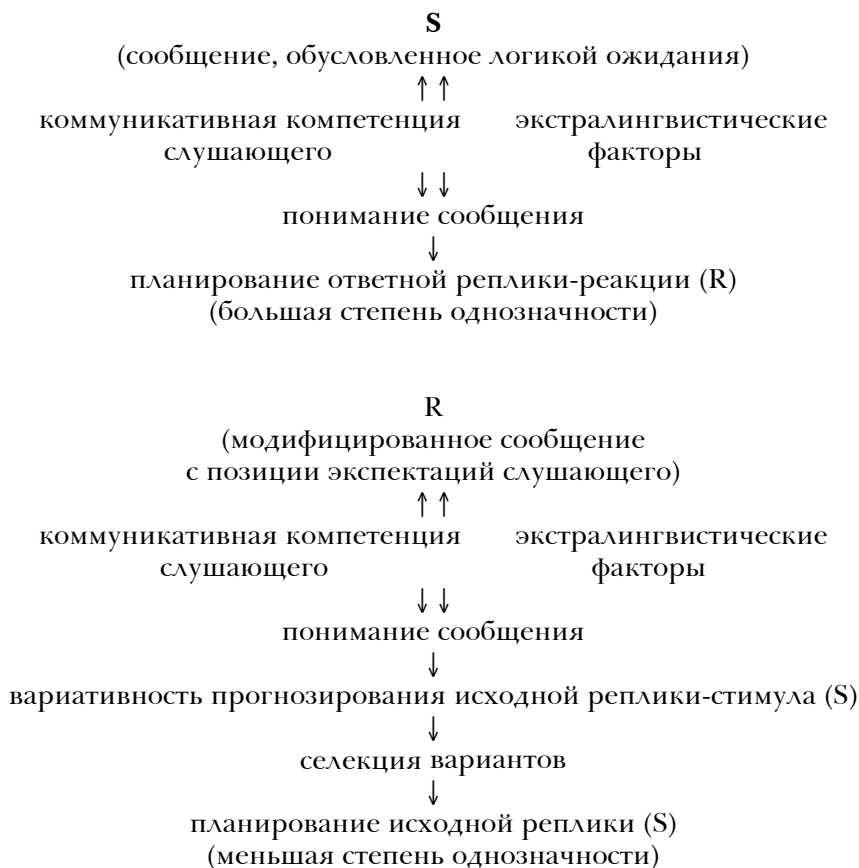 S
(сообщение, обусловленное логикой ожидания)
↑ ↑
коммуникативная компетенция экстралингвистические
слушающего факторы
↓ ↓
понимание сообщения
↓
планирование ответной реплики-реакции (R)
(большая степень однозначности)
R
(модифицированное сообщение
с позиции экспектаций слушающего)
↑ ↑
коммуникативная компетенция экстралингвистические
слушающего факторы
↓ ↓
понимание сообщения
↓
вариативность прогнозирования исходной реплики-стимула (S)
↓
селекция вариантов
↓
планирование исходной реплики (S)
(меньшая степень однозначности)